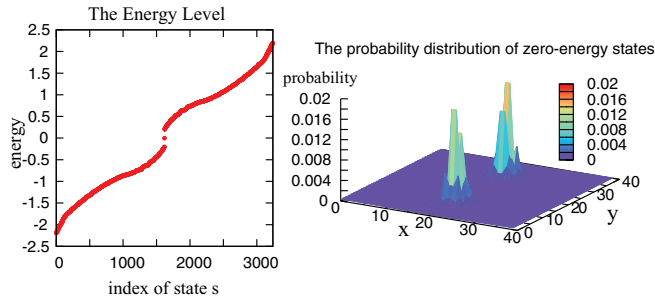 The Energy Level
energy
2.5
2
1.5
1
0.5
0
-0.5
-1
-1.5
-2
-2.5
0 1000 2000 3000
index of state s
The probability distribution of zero-energy states
probability
0.02
0.016
0.012
0.008
0.004
0
0 10 20 30 40
x
0 10 20 30 40
y
0.02
0.016
0.012
0.008
0.004
0